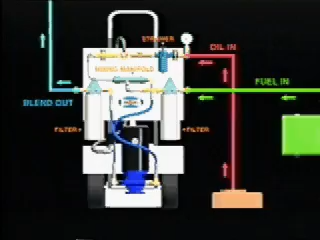 STRAINER
OIL IN
MIXING MANIFOLD
FUEL IN
BLEND OUT
FILTER
FILTER